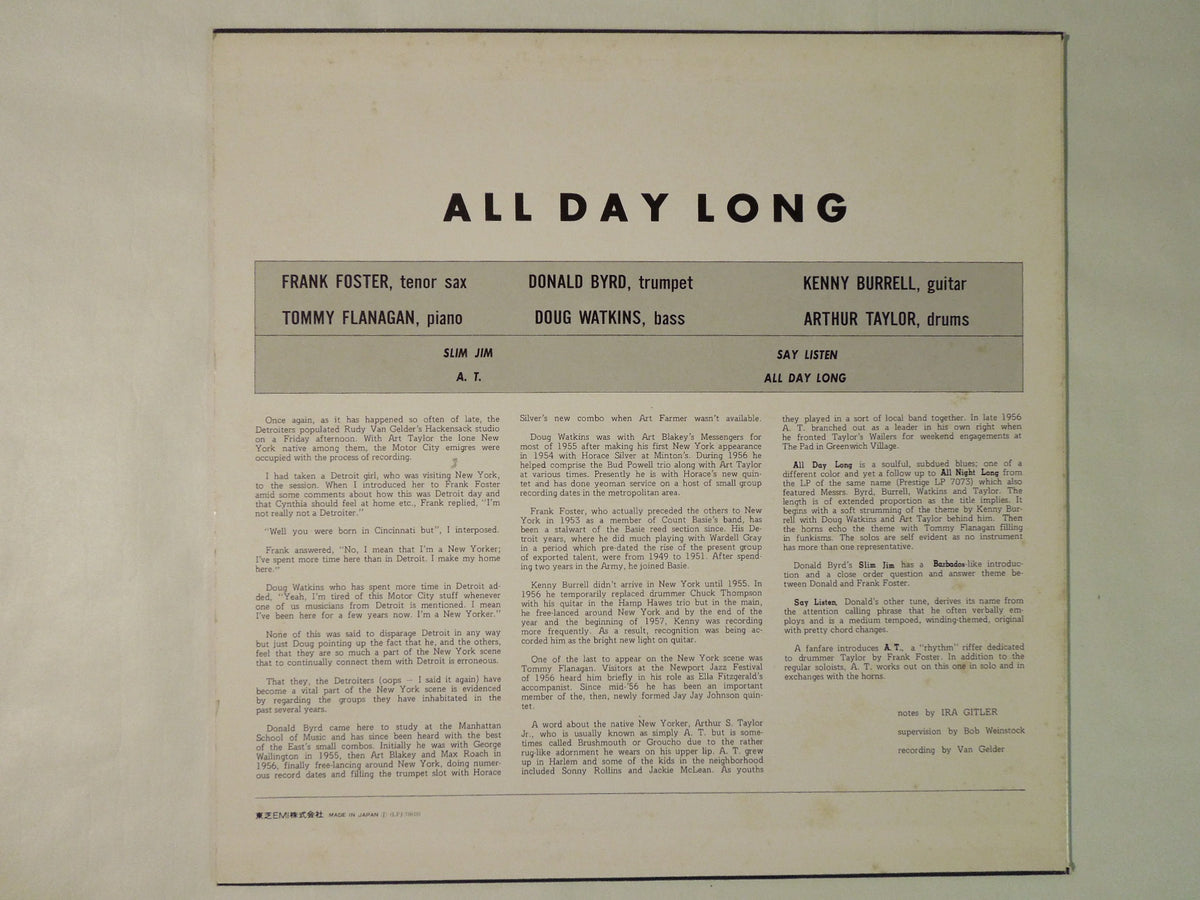 ALL DAY LONG
FRANK FOSTER, tenor sax
DONALD BYRD, trumpet
KENNY BURRELL, guitar
TOMMY FLANAGAN, piano
DOUG WATKINS, bass
ARTHUR TAYLOR, drums
SLIM JIM
SAY LISTEN
A. T.
ALL DAY LONG
Once again, as it has happened so often of late, the
Detroiters populated Rudy Van Gelder's Hackensack studio
on a Friday afternoon. With Art Taylor the lone New
York native among them, the Motor City emigres were
occupied with the process of recording.
I had taken a Detroit girl, who was visiting New York,
to the session. When I introduced her to Frank Foster
amid some comments about how this was Detroit day and
that Cynthia should feel at home etc., Frank replied, "I'm
not really not a Detroiter."
"Well you were born in Cincinnati but", I interposed.
Frank answered, "No, I mean that I'm a New Yorker;
I've spent more time here than in Detroit. I make my home
here."
Doug Watkins who has spent more time in Detroit ad-
ded, "Yeah, I'm tired of this Motor City stuff whenever
one of us musicians from Detroit is mentioned. I mean
I've been here for a few years now. I'm a New Yorker."
None of this was said to disparage Detroit in any way
but just Doug pointing up the fact that he, and the others,
feel that they are so much a part of the New York scene
that to continually connect them with Detroit is erroneous.
That they, the Detroiters (oops — I said it again) have
become a vital part of the New York scene is evidenced
by regarding the groups they have inhabited in the
past several years.
Donald Byrd came here to study at the Manhattan
School of Music and has since been heard with the best
of the East's small combos. Initially he was with George
Wallington in 1955, then Art Blakey and Max Roach in
1956, finally free-lancing around New York, doing numer-
ous record dates and filling the trumpet slot with Horace
Silver's new combo when Art Farmer wasn't available.
Doug Watkins was with Art Blakey's Messengers for
most of 1955 after making his first New York appearance
in 1954 with Horace Silver at Minton's. During 1956 he
helped comprise the Bud Powell trio along with Art Taylor
at various times. Presently he is with Horace's new quin-
tet and has done yeoman service on a host of small group
recording dates in the metropolitan area.
Frank Foster, who actually preceded the others to New
York in 1953 as a member of Count Basie's band, has
been a stalwart of the Basie reed section since. His De-
troit years, where he did much playing with Wardell Gray
in a period which pre-dated the rise of the present group
of exported talent, were from 1949 to 1951. After spend-
ing two years in the Army, he joined Basie.
Kenny Burrell didn't arrive in New York until 1955. In
1956 he temporarily replaced drummer Chuck Thompson
with his guitar in the Hamp Hawes trio but in the main,
he free-lanced around New York and by the end of the
year and the beginning of 1957, Kenny was recording
more frequently. As a result, recognition was being ac-
corded him as the bright new light on guitar.
One of the last to appear on the New York scene was
Tommy Flanagan. Visitors at the Newport Jazz Festival
of 1956 heard him briefly in his role as Ella Fitzgerald's
accompanist. Since mid-'56 he has been an important
member of the, then, newly formed Jay Jay Johnson quin-
tet.
A word about the native New Yorker, Arthur S. Taylor
Jr., who is usually known as simply A. T. but is some-
times called Brushmouth or Groucho due to the rather
rug-like adornment he wears on his upper lip. A. T. grew
up in Harlem and some of the kids in the neighborhood
included Sonny Rollins and Jackie McLean. As youths
they played in a sort of local band together. In late 1956
A. T. branched out as a leader in his own right when
he fronted Taylor's Wailers for weekend engagements at
The Pad in Greenwich Village.
All Day Long is a soulful, subdued blues; one of a
different color and yet a follow up to All Night Long from
the LP of the same name (Prestige LP 7073) which also
featured Messrs. Byrd, Burrell, Watkins and Taylor. The
length is of extended proportion as the title implies. It
begins with a soft strumming of the theme by Kenny Bur-
rell with Doug Watkins and Art Taylor behind him. Then
the horns echo the theme with Tommy Flanagan filling
in funkisms. The solos are self evident as no instrument
has more than one representative.
Donald Byrd's Slim Jim has a Barbados-like introduc-
tion and a close order question and answer theme be-
tween Donald and Frank Foster.
Say Listen, Donald's other tune, derives its name from
the attention calling phrase that he often verbally em-
ploys and is a medium tempoed, winding-themed, original
with pretty chord changes.
A fanfare introduces A. T., a "rhythm" riffer dedicated
to drummer Taylor by Frank Foster. In addition to the
regular soloists, A. T. works out on this one in solo and in
exchanges with the horns.
notes by IRA GITLER
supervision by Bob Weinstock
recording by Van Gelder
東芝EMI株式会社 MADE IN JAPAN